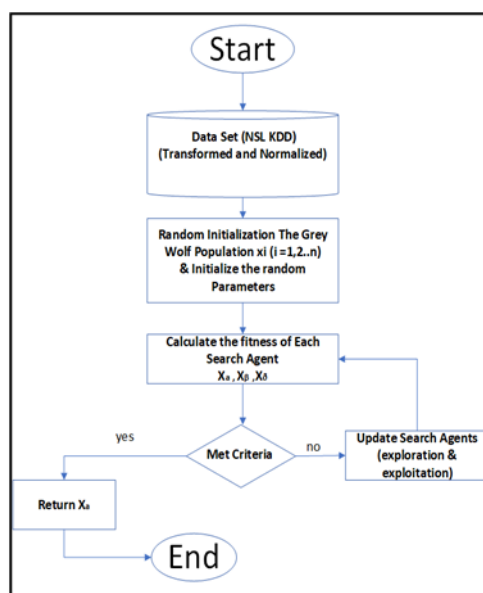 Start
Data Set (NSL KDD)
(Transformed and Normalized)
Random Initialization The Grey
Wolf Population xi (i =1,2..n)
& Initialize the random
Parameters
Calculate the fitness of Each
Search Agent
Xₐ , Xᵦ ,Xδ
yes
Met Criteria
no
Update Search Agents
(exploration &
exploitation)
Return Xₐ
End